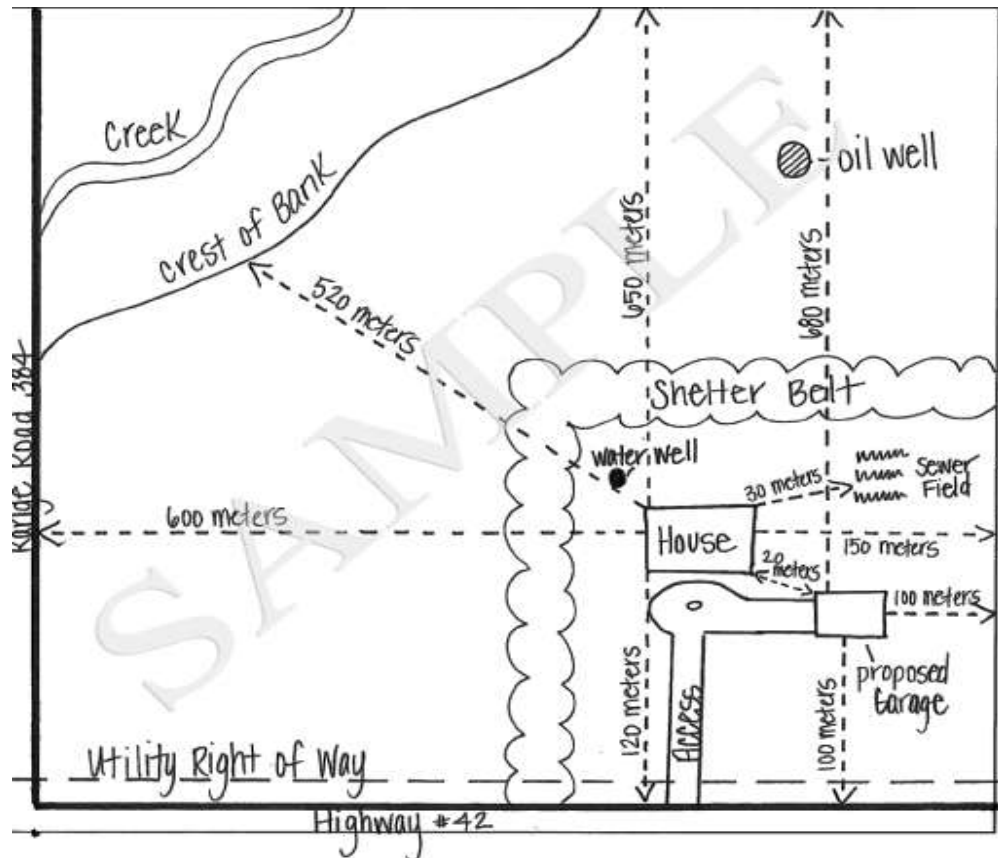 Creek
crest of Bank
oil well
650 meters
680 meters
520 meters
SAMPLE
Shelter Belt
Range Road 384
water well
30 meters
Sewer
Field
600 meters
House
150 meters
20
meters
100 meters
120 meters
Access
100 meters
proposed
Garage
Utility Right of Way
Highway #42